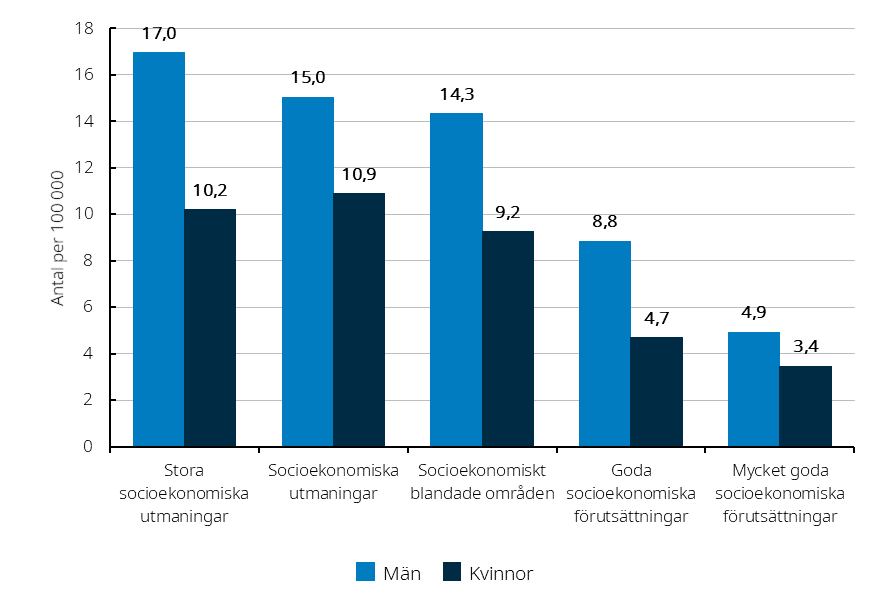 18
16
14
12
10
8
6
4
2
0
Antal per 100 000
17,0
10,2
15,0
10,9
14,3
9,2
8,8
4,7
4,9
3,4
Stora
socioekonomiska
utmaningar
Socioekonomiska
utmaningar
Socioekonomiskt
blandade områden
Goda
socioekonomiska
förutsättningar
Mycket goda
socioekonomiska
förutsättningar
Män
Kvinnor